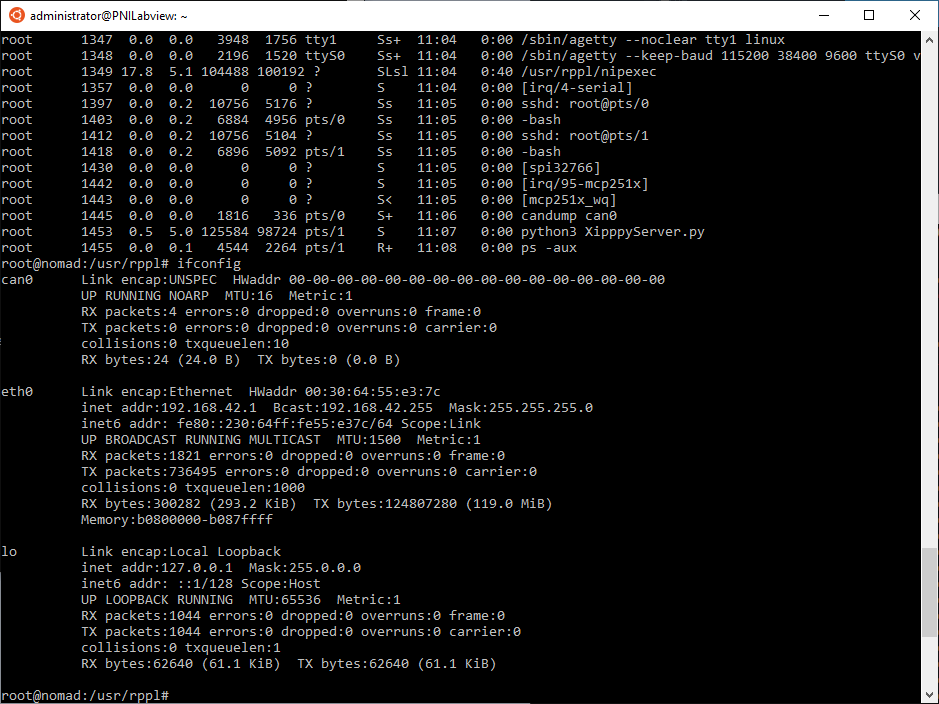 administrator@PNILabview: ~
root      1347  0.0  0.0   3948  1756 tty1     Ss+  11:04   0:00 /sbin/agetty --noclear tty1 linux
root      1348  0.0  0.0   2196  1520 ttyS0    Ss+  11:04   0:00 /sbin/agetty --keep-baud 115200 38400 9600 ttyS0 v
root      1349 17.8  5.1 104488 100192 ?       SLsl 11:04   0:40 /usr/rppl/nipexec
root      1357  0.0  0.0      0     0 ?        S    11:04   0:00 [irq/4-serial]
root      1397  0.0  0.2  10756  5176 ?        Ss   11:05   0:00 sshd: root@pts/0
root      1403  0.0  0.2   6884  4956 pts/0    Ss   11:05   0:00 -bash
root      1412  0.0  0.2  10756  5104 ?        Ss   11:05   0:00 sshd: root@pts/1
root      1418  0.0  0.2   6896  5092 pts/1    Ss   11:05   0:00 -bash
root      1430  0.0  0.0      0     0 ?        S    11:05   0:00 [spi32766]
root      1442  0.0  0.0      0     0 ?        S    11:05   0:00 [irq/95-mcp251x]
root      1443  0.0  0.0      0     0 ?        S<   11:05   0:00 [mcp251x_wq]
root      1445  0.0  0.0   1816   336 pts/0    S+   11:06   0:00 candump can0
root      1453  0.5  5.0 125584 98724 pts/1    S    11:07   0:00 python3 XipppyServer.py
root      1455  0.0  0.1   4544  2264 pts/1    R+   11:08   0:00 ps -aux
root@nomad:/usr/rppl# ifconfig
can0      Link encap:UNSPEC  HWaddr 00-00-00-00-00-00-00-00-00-00-00-00-00-00-00-00
          UP RUNNING NOARP  MTU:16  Metric:1
          RX packets:4 errors:0 dropped:0 overruns:0 frame:0
          TX packets:0 errors:0 dropped:0 overruns:0 carrier:0
          collisions:0 txqueuelen:10
          RX bytes:24 (24.0 B)  TX bytes:0 (0.0 B)
eth0      Link encap:Ethernet  HWaddr 00:30:64:55:e3:7c
          inet addr:192.168.42.1  Bcast:192.168.42.255  Mask:255.255.255.0
          inet6 addr: fe80::230:64ff:fe55:e37c/64 Scope:Link
          UP BROADCAST RUNNING MULTICAST  MTU:1500  Metric:1
          RX packets:1821 errors:0 dropped:0 overruns:0 frame:0
          TX packets:736495 errors:0 dropped:0 overruns:0 carrier:0
          collisions:0 txqueuelen:1000
          RX bytes:300282 (293.2 KiB)  TX bytes:124807280 (119.0 MiB)
          Memory:b0800000-b087ffff
lo        Link encap:Local Loopback
          inet addr:127.0.0.1  Mask:255.0.0.0
          inet6 addr: ::1/128 Scope:Host
          UP LOOPBACK RUNNING  MTU:65536  Metric:1
          RX packets:1044 errors:0 dropped:0 overruns:0 frame:0
          TX packets:1044 errors:0 dropped:0 overruns:0 carrier:0
          collisions:0 txqueuelen:1
          RX bytes:62640 (61.1 KiB)  TX bytes:62640 (61.1 KiB)
root@nomad:/usr/rppl#